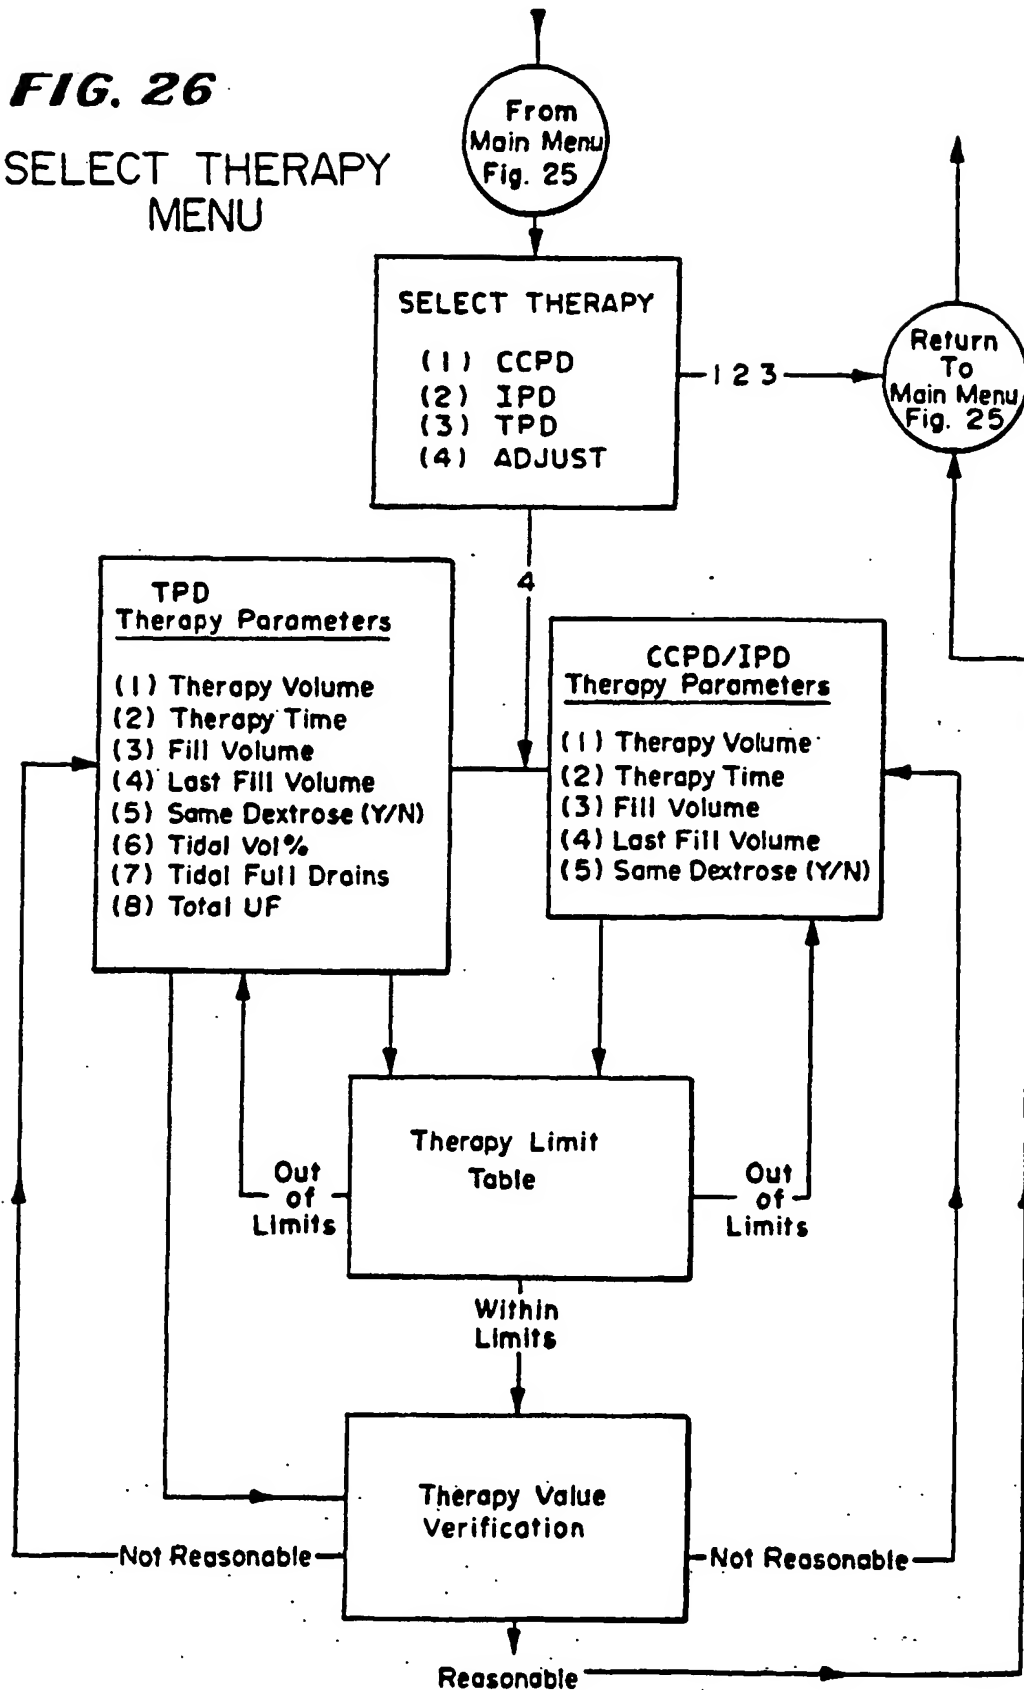 FIG. 26
SELECT THERAPY
MENU
From
Main Menu
Fig. 25
SELECT THERAPY
(1) CCPD
(2) IPD
(3) TPD
(4) ADJUST
1 2 3
Return
To
Main Menu
Fig. 25
4
TPD
Therapy Parameters
(1) Therapy Volume
(2) Therapy Time
(3) Fill Volume
(4) Last Fill Volume
(5) Same Dextrose (Y/N)
(6) Tidal Vol%
(7) Tidal Full Drains
(8) Total UF
CCPD/IPD
Therapy Parameters
(1) Therapy Volume
(2) Therapy Time
(3) Fill Volume
(4) Last Fill Volume
(5) Same Dextrose (Y/N)
Therapy Limit
Table
Out
of
Limits
Out
of
Limits
Within
Limits
Therapy Value
Verification
Not Reasonable
Not Reasonable
Reasonable